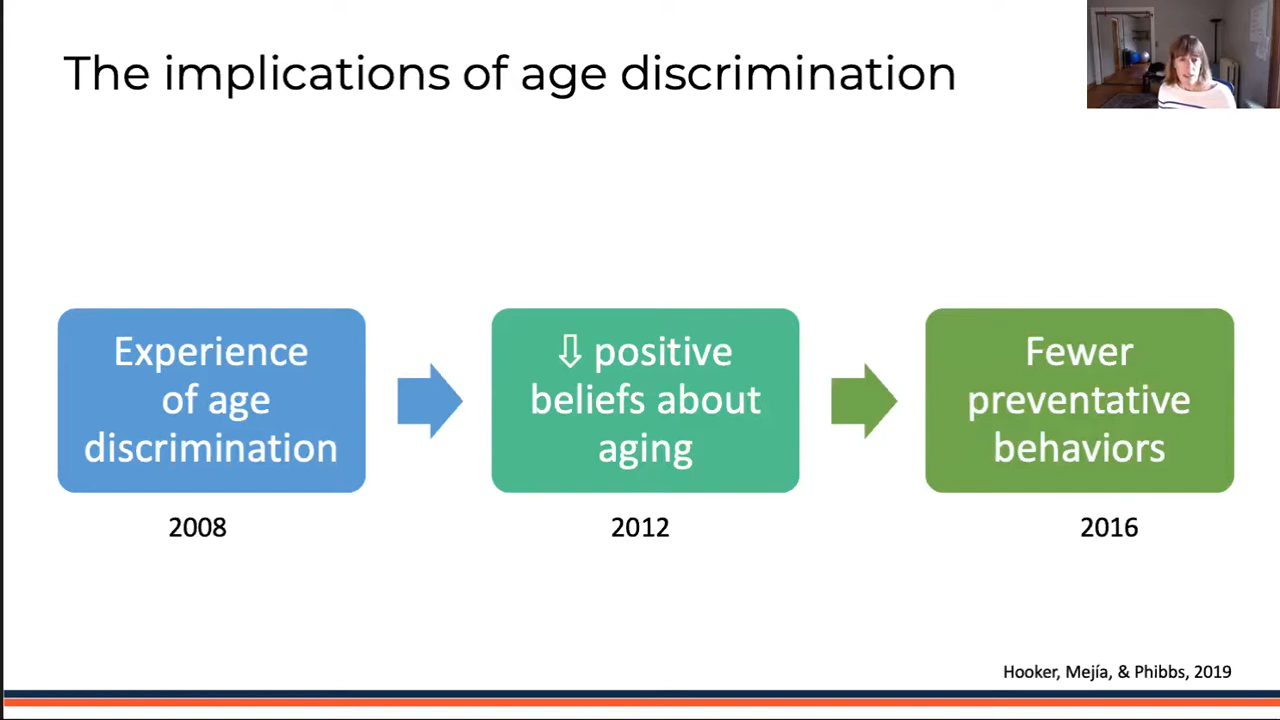 The implications of age discrimination
Experience
of age
discrimination
⇩ positive
beliefs about
aging
Fewer
preventative
behaviors
2008
2012
2016
Hooker, Mejía, & Phibbs, 2019